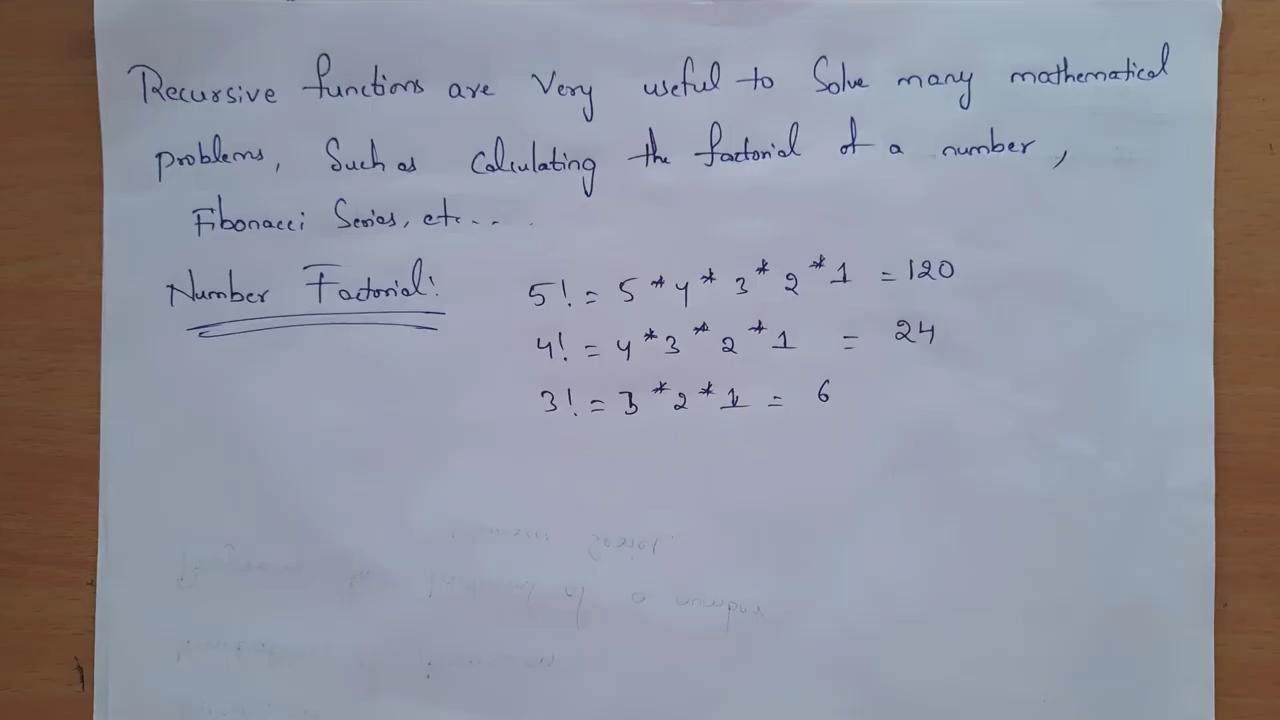 Recursive functions are Very useful to Solve many mathematical
problems, Such as Calculating the factorial of a number,
Fibonacci Series, etc....
Number Factorial:
5! = 5 * 4 * 3 * 2 * 1 = 120
4! = 4 * 3 * 2 * 1 = 24
3! = 3 * 2 * 1 = 6